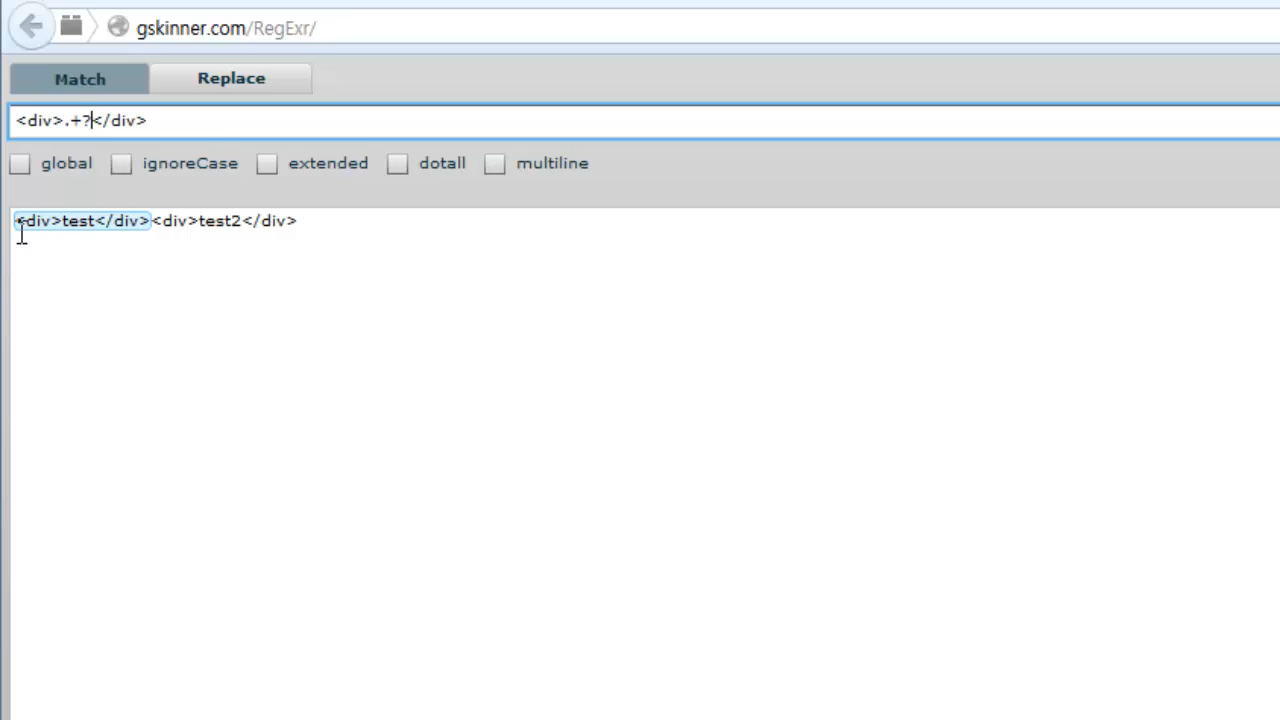 gskinner.com/RegExr/
Match Replace
<div>.+?</div>
global ignoreCase extended dotall multiline
<div>test</div><div>test2</div>